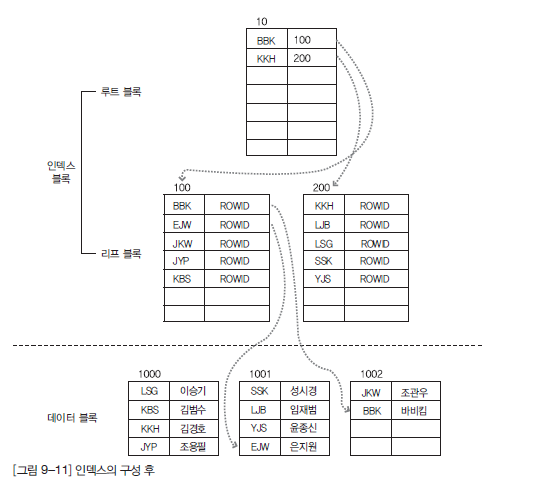 10
BBK 100
KKH 200
루트 블록
인덱스
블록
리프 블록
100
BBK ROWID
EJW ROWID
JKW ROWID
JYP ROWID
KBS ROWID
200
KKH ROWID
LJB ROWID
LSG ROWID
SSK ROWID
YJS ROWID
데이터 블록
1000
LSG 이승기
KBS 김범수
KKH 김경호
JYP 조용필
1001
SSK 성시경
LJB 임재범
YJS 윤종신
EJW 은지원
1002
JKW 조관우
BBK 바비킴
[그림 9-11] 인덱스의 구성 후